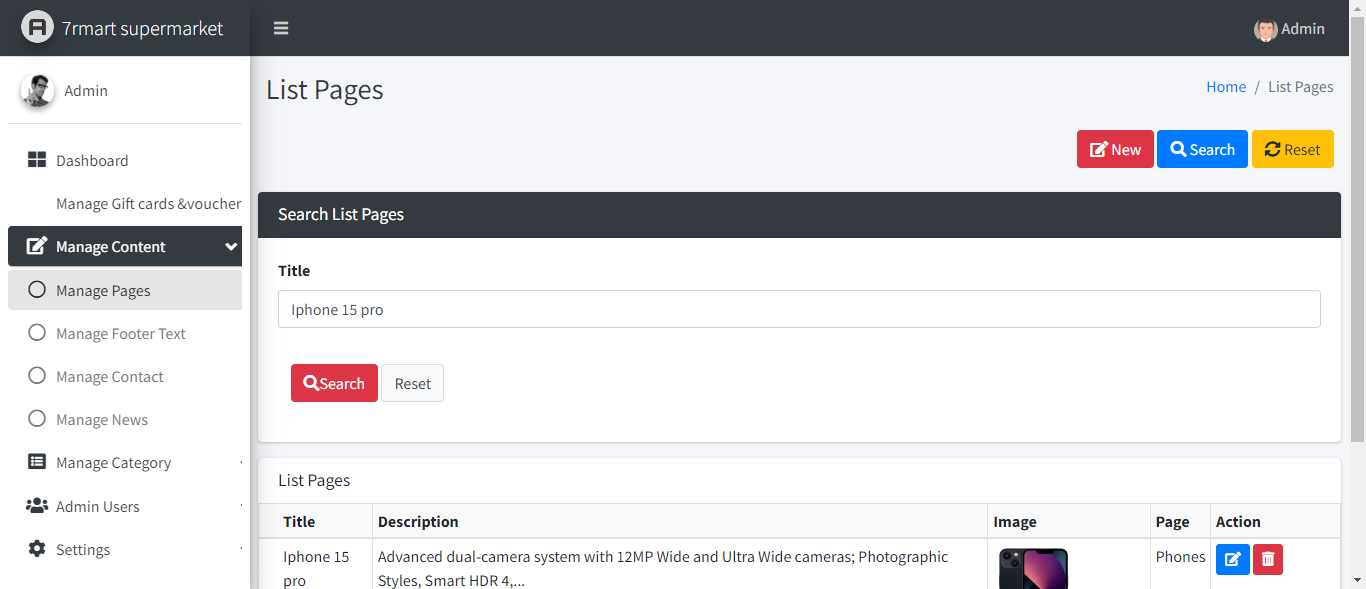 7rmart supermarket
Admin
Admin
List Pages
Home / List Pages
New
Search
Reset
Dashboard
Manage Gift cards &voucher
Manage Content
Manage Pages
Manage Footer Text
Manage Contact
Manage News
Manage Category
Admin Users
Settings
Search List Pages
Title
Iphone 15 pro
Search
Reset
List Pages
Title Description Image Page Action
Iphone 15 Advanced dual-camera system with 12MP Wide and Ultra Wide cameras; Photographic Phones
pro Styles, Smart HDR 4,...